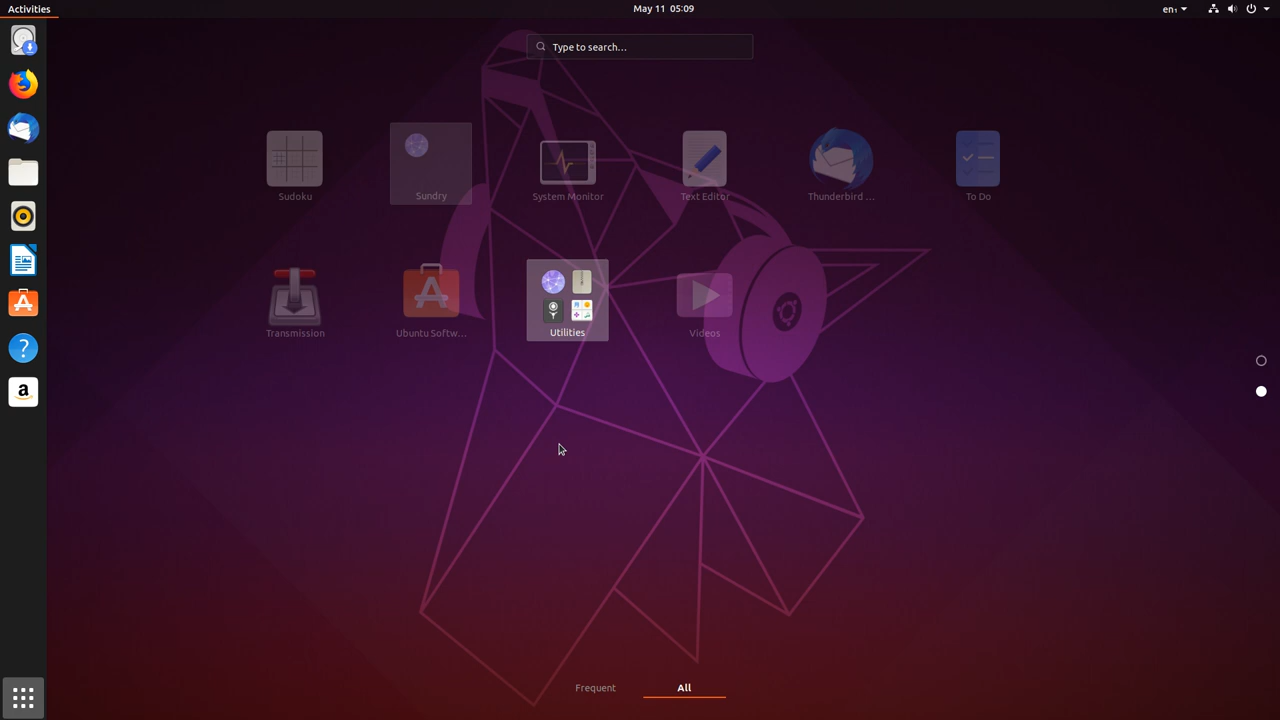 Activities
May 11 05:09
en₁
Type to search…
Sudoku
Sundry
System Monitor
Text Editor
Thunderbird ...
To Do
Transmission
Ubuntu Softw...
Utilities
Videos
Frequent
All